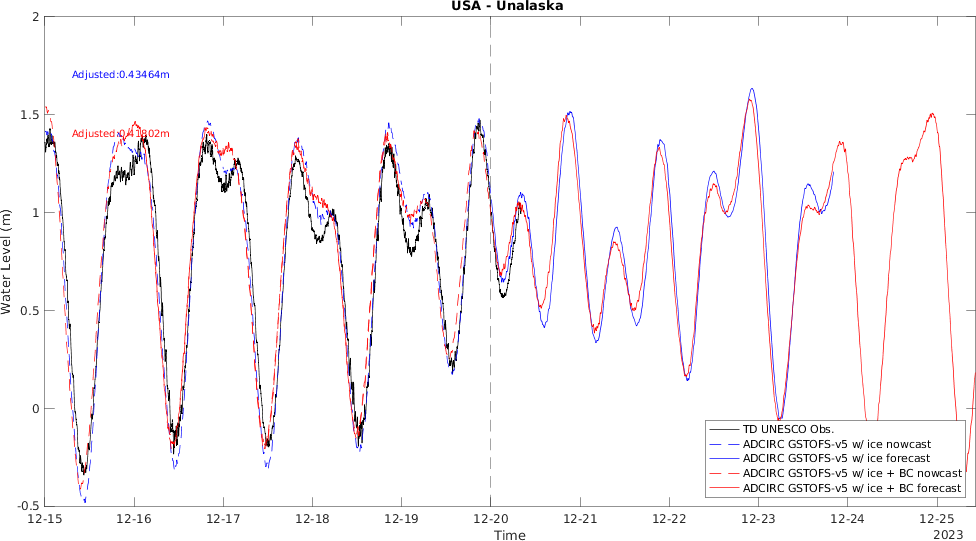 USA - Unalaska
2
1.5
1
0.5
0
-0.5
Water Level (m)
Adjusted:0.43464m
Adjusted:0.41802m
TD UNESCO Obs.
ADCIRC GSTOFS-v5 w/ ice nowcast
ADCIRC GSTOFS-v5 w/ ice forecast
ADCIRC GSTOFS-v5 w/ ice + BC nowcast
ADCIRC GSTOFS-v5 w/ ice + BC forecast
12-15 12-16 12-17 12-18 12-19 12-20 12-21 12-22 12-23 12-24 12-25
Time
2023